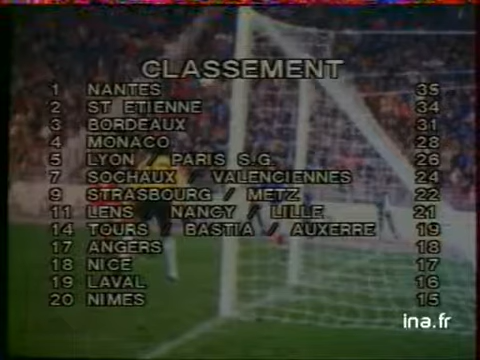 CLASSEMENT
1 NANTES 35
2 ST ETIENNE 34
3 BORDEAUX 31
4 MONACO 28
5 LYON / PARIS S.G. 26
7 SOCHAUX VALENCIENNES 24
9 STRASBOURG / METZ 22
11 LENS NANCY / LILLE 21
14 TOURS / BASTIA / AUXERRE 19
17 ANGERS 18
18 NICE 17
19 LAVAL 16
20 NIMES 15
ina.fr